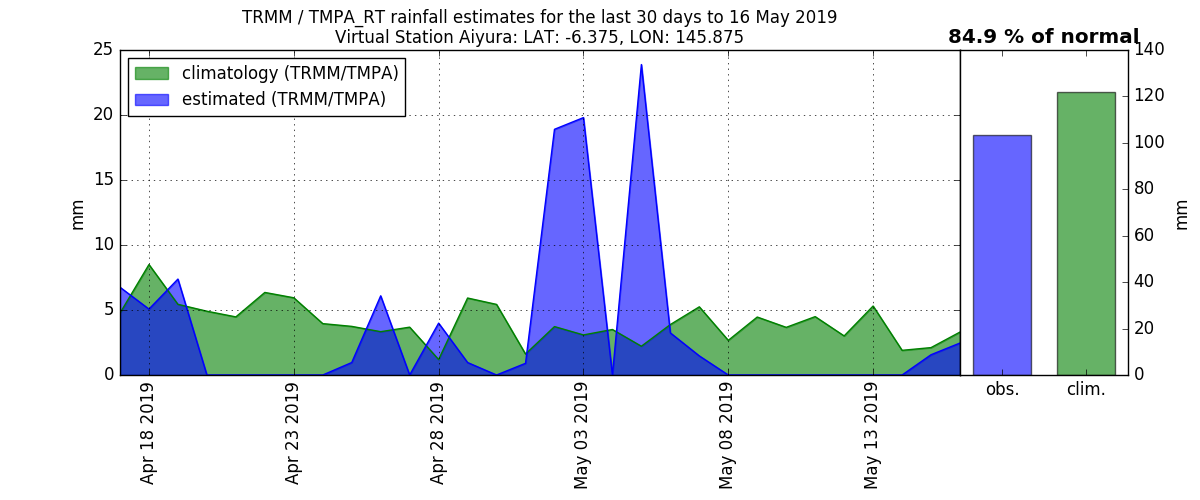 TRMM / TMPA_RT rainfall estimates for the last 30 days to 16 May 2019
Virtual Station Aiyura: LAT: -6.375, LON: 145.875
84.9 % of normal
climatology (TRMM/TMPA)
estimated (TRMM/TMPA)
25
20
15
10
5
0
mm
Apr 18 2019
Apr 23 2019
Apr 28 2019
May 03 2019
May 08 2019
May 13 2019
obs.
clim.
140
120
100
80
60
40
20
0
mm